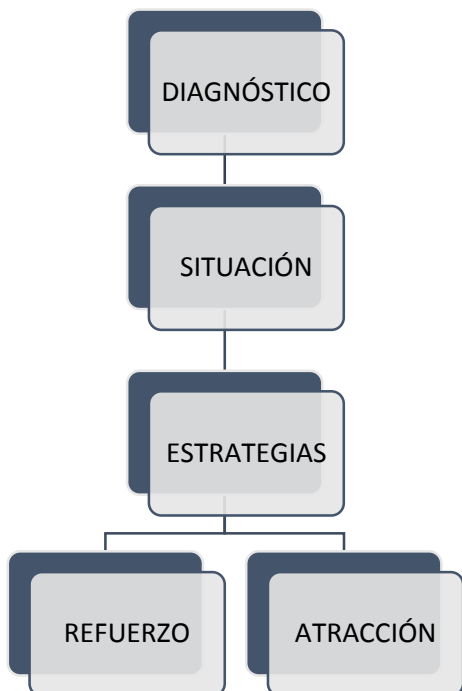 DIAGNÓSTICO
SITUACIÓN
ESTRATEGIAS
REFUERZO
ATRACCIÓN